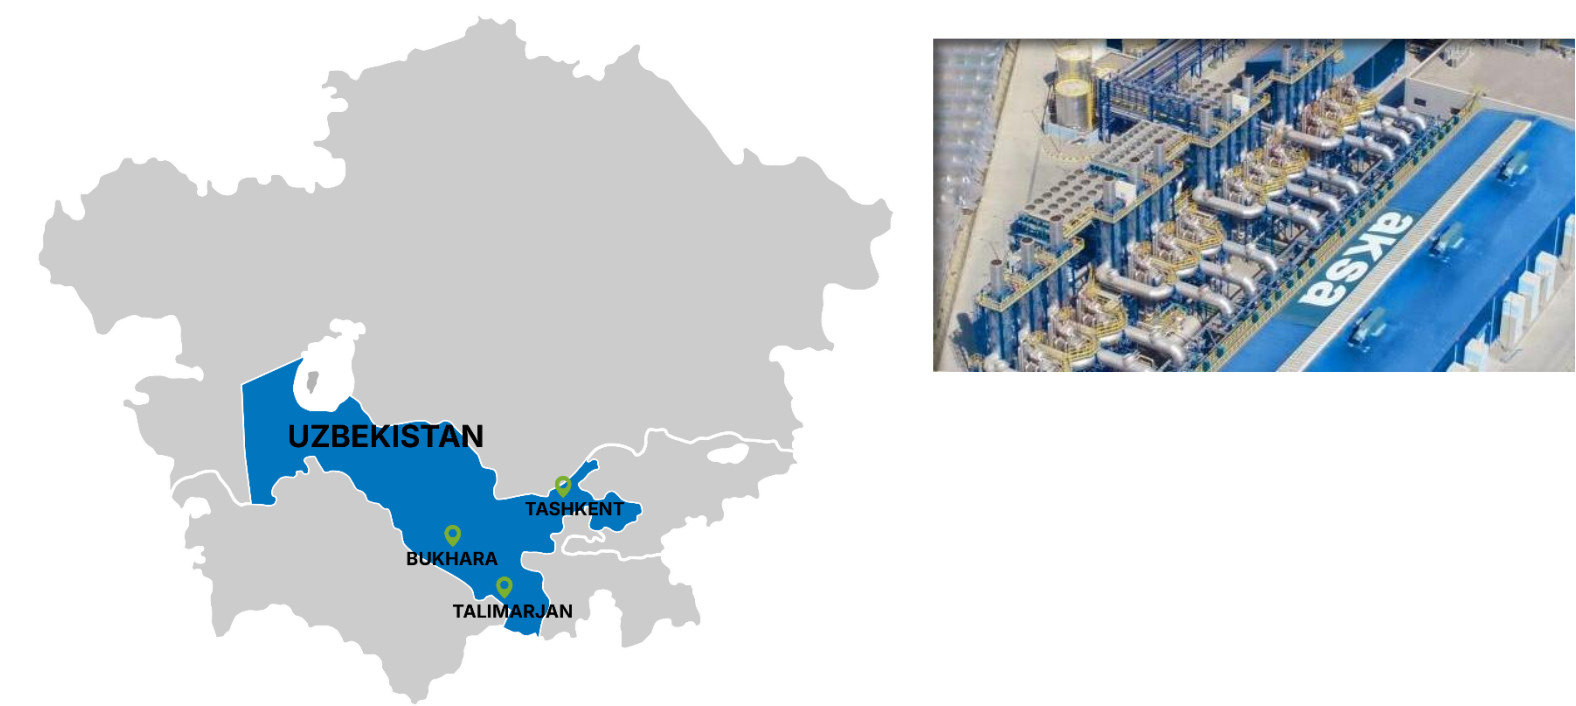 UZBEKISTAN
TASHKENT
BUKHARA
TALIMARJAN
aksa